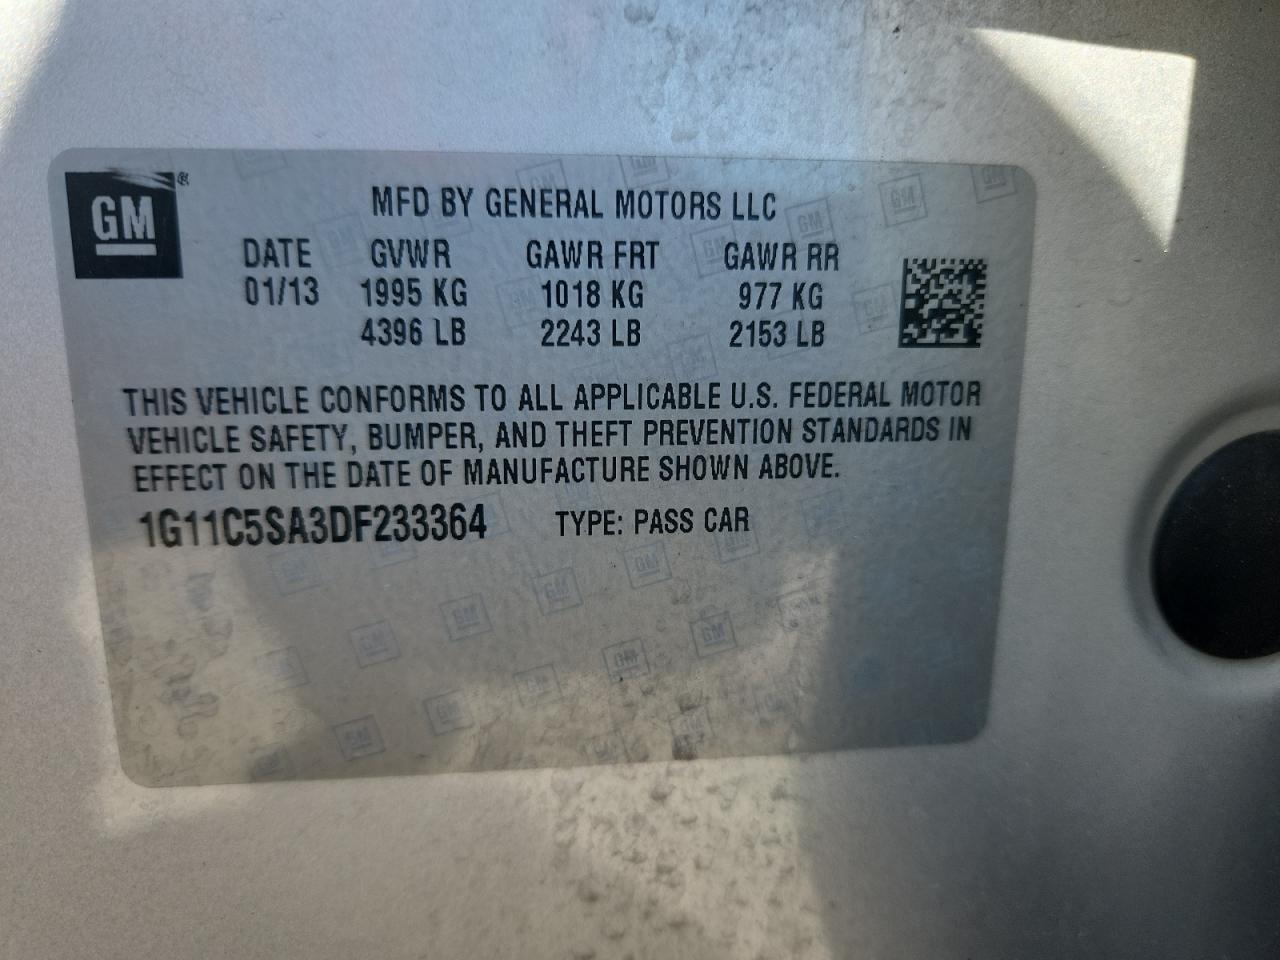 GM®
MFD BY GENERAL MOTORS LLC
DATE GVWR GAWR FRT GAWR RR
01/13 1995 KG 1018 KG 977 KG
4396 LB 2243 LB 2153 LB
THIS VEHICLE CONFORMS TO ALL APPLICABLE U.S. FEDERAL MOTOR
VEHICLE SAFETY, BUMPER, AND THEFT PREVENTION STANDARDS IN
EFFECT ON THE DATE OF MANUFACTURE SHOWN ABOVE.
1G11C5SA3DF233364 TYPE: PASS CAR